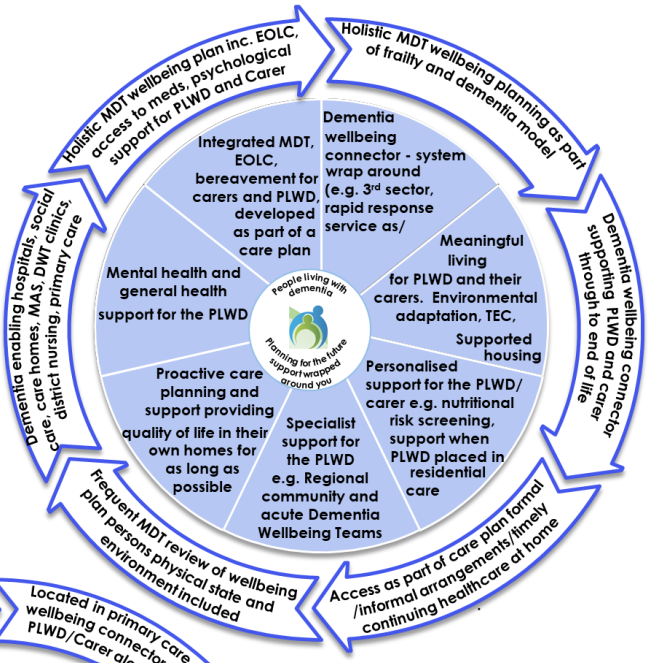 Holistic MDT wellbeing plan inc. EOLC,
access to meds, psychological
support for PLWD and Carer
Holistic MDT wellbeing planning as part
of frailty and dementia model
Dementia wellbeing connector
supporting PLWD and carer
through to end of life
Access as part of care plan formal
/informal arrangements/timely
continuing healthcare at home
Frequent MDT review of wellbeing
plan persons physical state and
environment included
Dementia enabling hospitals, social
care, care homes, MAS, DWT clinics,
district nursing, primary care
Integrated MDT,
EOLC,
bereavement for
carers and PLWD,
developed
as part of a
care plan
Dementia
wellbeing
connector - system
wrap around
(e.g. 3rd sector,
rapid response
service as/
Meaningful
living
for PLWD and their
carers. Environmental
adaptation, TEC,
Supported
housing
Personalised
support for the PLWD/
carer e.g. nutritional
risk screening,
support when
PLWD placed in
residential
care
Specialist
support for
the PLWD
e.g. Regional
community and
acute Dementia
Wellbeing Teams
Proactive care
planning and
support providing
quality of life in their
own homes for
as long as
possible
Mental health and
general health
support for the PLWD
People living with
dementia
Planning for the future
support wrapped
around you
Located in primary care
wellbeing connector
PLWD/Carer